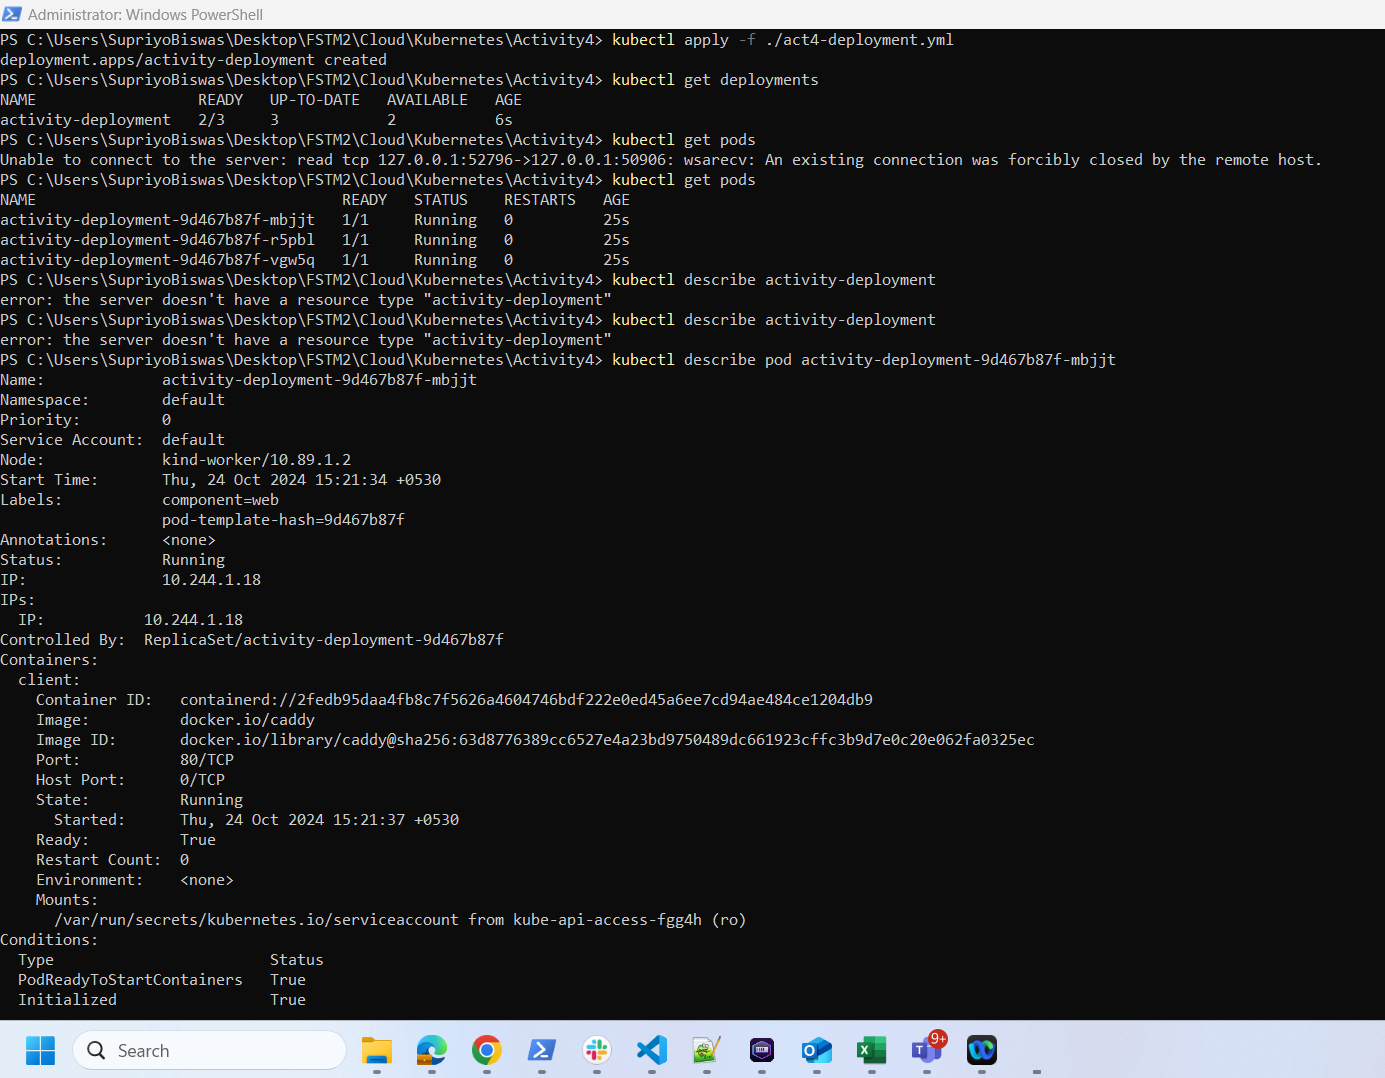 Administrator: Windows PowerShell
PS C:\Users\SupriyoBiswas\Desktop\FSTM2\Cloud\Kubernetes\Activity4> kubectl apply -f ./act4-deployment.yml
deployment.apps/activity-deployment created
PS C:\Users\SupriyoBiswas\Desktop\FSTM2\Cloud\Kubernetes\Activity4> kubectl get deployments
NAME                  READY   UP-TO-DATE   AVAILABLE   AGE
activity-deployment   2/3     3            2           6s
PS C:\Users\SupriyoBiswas\Desktop\FSTM2\Cloud\Kubernetes\Activity4> kubectl get pods
Unable to connect to the server: read tcp 127.0.0.1:52796->127.0.0.1:50906: wsarecv: An existing connection was forcibly closed by the remote host.
PS C:\Users\SupriyoBiswas\Desktop\FSTM2\Cloud\Kubernetes\Activity4> kubectl get pods
NAME                                  READY   STATUS    RESTARTS   AGE
activity-deployment-9d467b87f-mbjjt   1/1     Running   0          25s
activity-deployment-9d467b87f-r5pbl   1/1     Running   0          25s
activity-deployment-9d467b87f-vgw5q   1/1     Running   0          25s
PS C:\Users\SupriyoBiswas\Desktop\FSTM2\Cloud\Kubernetes\Activity4> kubectl describe activity-deployment
error: the server doesn't have a resource type "activity-deployment"
PS C:\Users\SupriyoBiswas\Desktop\FSTM2\Cloud\Kubernetes\Activity4> kubectl describe activity-deployment
error: the server doesn't have a resource type "activity-deployment"
PS C:\Users\SupriyoBiswas\Desktop\FSTM2\Cloud\Kubernetes\Activity4> kubectl describe pod activity-deployment-9d467b87f-mbjjt
Name:             activity-deployment-9d467b87f-mbjjt
Namespace:        default
Priority:         0
Service Account:  default
Node:             kind-worker/10.89.1.2
Start Time:       Thu, 24 Oct 2024 15:21:34 +0530
Labels:           component=web
                  pod-template-hash=9d467b87f
Annotations:      <none>
Status:           Running
IP:               10.244.1.18
IPs:
  IP:           10.244.1.18
Controlled By:  ReplicaSet/activity-deployment-9d467b87f
Containers:
  client:
    Container ID:   containerd://2fedb95daa4fb8c7f5626a4604746bdf222e0ed45a6ee7cd94ae484ce1204db9
    Image:          docker.io/caddy
    Image ID:       docker.io/library/caddy@sha256:63d8776389cc6527e4a23bd9750489dc661923cffc3b9d7e0c20e062fa0325ec
    Port:           80/TCP
    Host Port:      0/TCP
    State:          Running
      Started:      Thu, 24 Oct 2024 15:21:37 +0530
    Ready:          True
    Restart Count:  0
    Environment:    <none>
    Mounts:
      /var/run/secrets/kubernetes.io/serviceaccount from kube-api-access-fgg4h (ro)
Conditions:
  Type                        Status
  PodReadyToStartContainers   True
  Initialized                 True
Search
9+